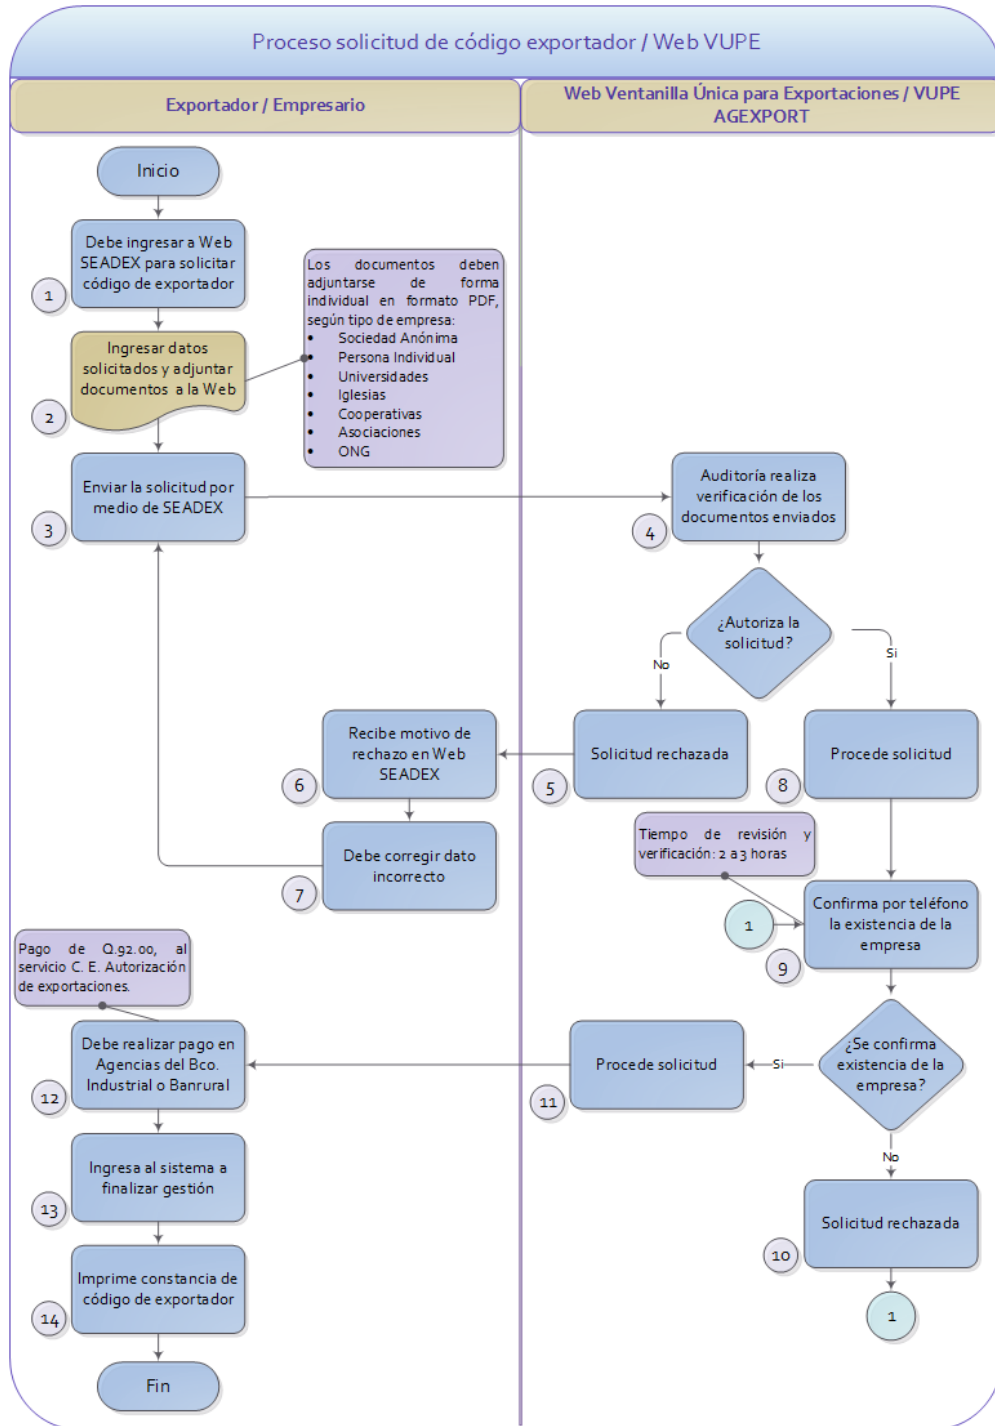 Proceso solicitud de código exportador / Web VUPE
Exportador / Empresario
Web Ventanilla Única para Exportaciones / VUPE
AGEXPORT
Inicio
Debe ingresar a Web
SEADEX para solicitar
código de exportador
1
Los documentos deben
adjuntarse de forma
individual en formato PDF,
según tipo de empresa:
• Sociedad Anónima
• Persona Individual
• Universidades
• Iglesias
• Cooperativas
• Asociaciones
• ONG
Ingresar datos
solicitados y adjuntar
documentos a la Web
2
Enviar la solicitud por
medio de SEADEX
3
Auditoría realiza
verificación de los
documentos enviados
4
¿Autoriza la
solicitud?
No
Si
Recibe motivo de
rechazo en Web
SEADEX
6
Solicitud rechazada
5
Procede solicitud
8
Debe corregir dato
incorrecto
7
Tiempo de revisión y
verificación: 2 a 3 horas
1
Confirma por teléfono
la existencia de la
empresa
9
Pago de Q.92.00, al
servicio C. E. Autorización
de exportaciones.
Debe realizar pago en
Agencias del Bco.
Industrial o Banrural
12
Procede solicitud
11
Si
¿Se confirma
existencia de la
empresa?
No
Ingresa al sistema a
finalizar gestión
13
Solicitud rechazada
10
Imprime constancia de
código de exportador
14
1
Fin